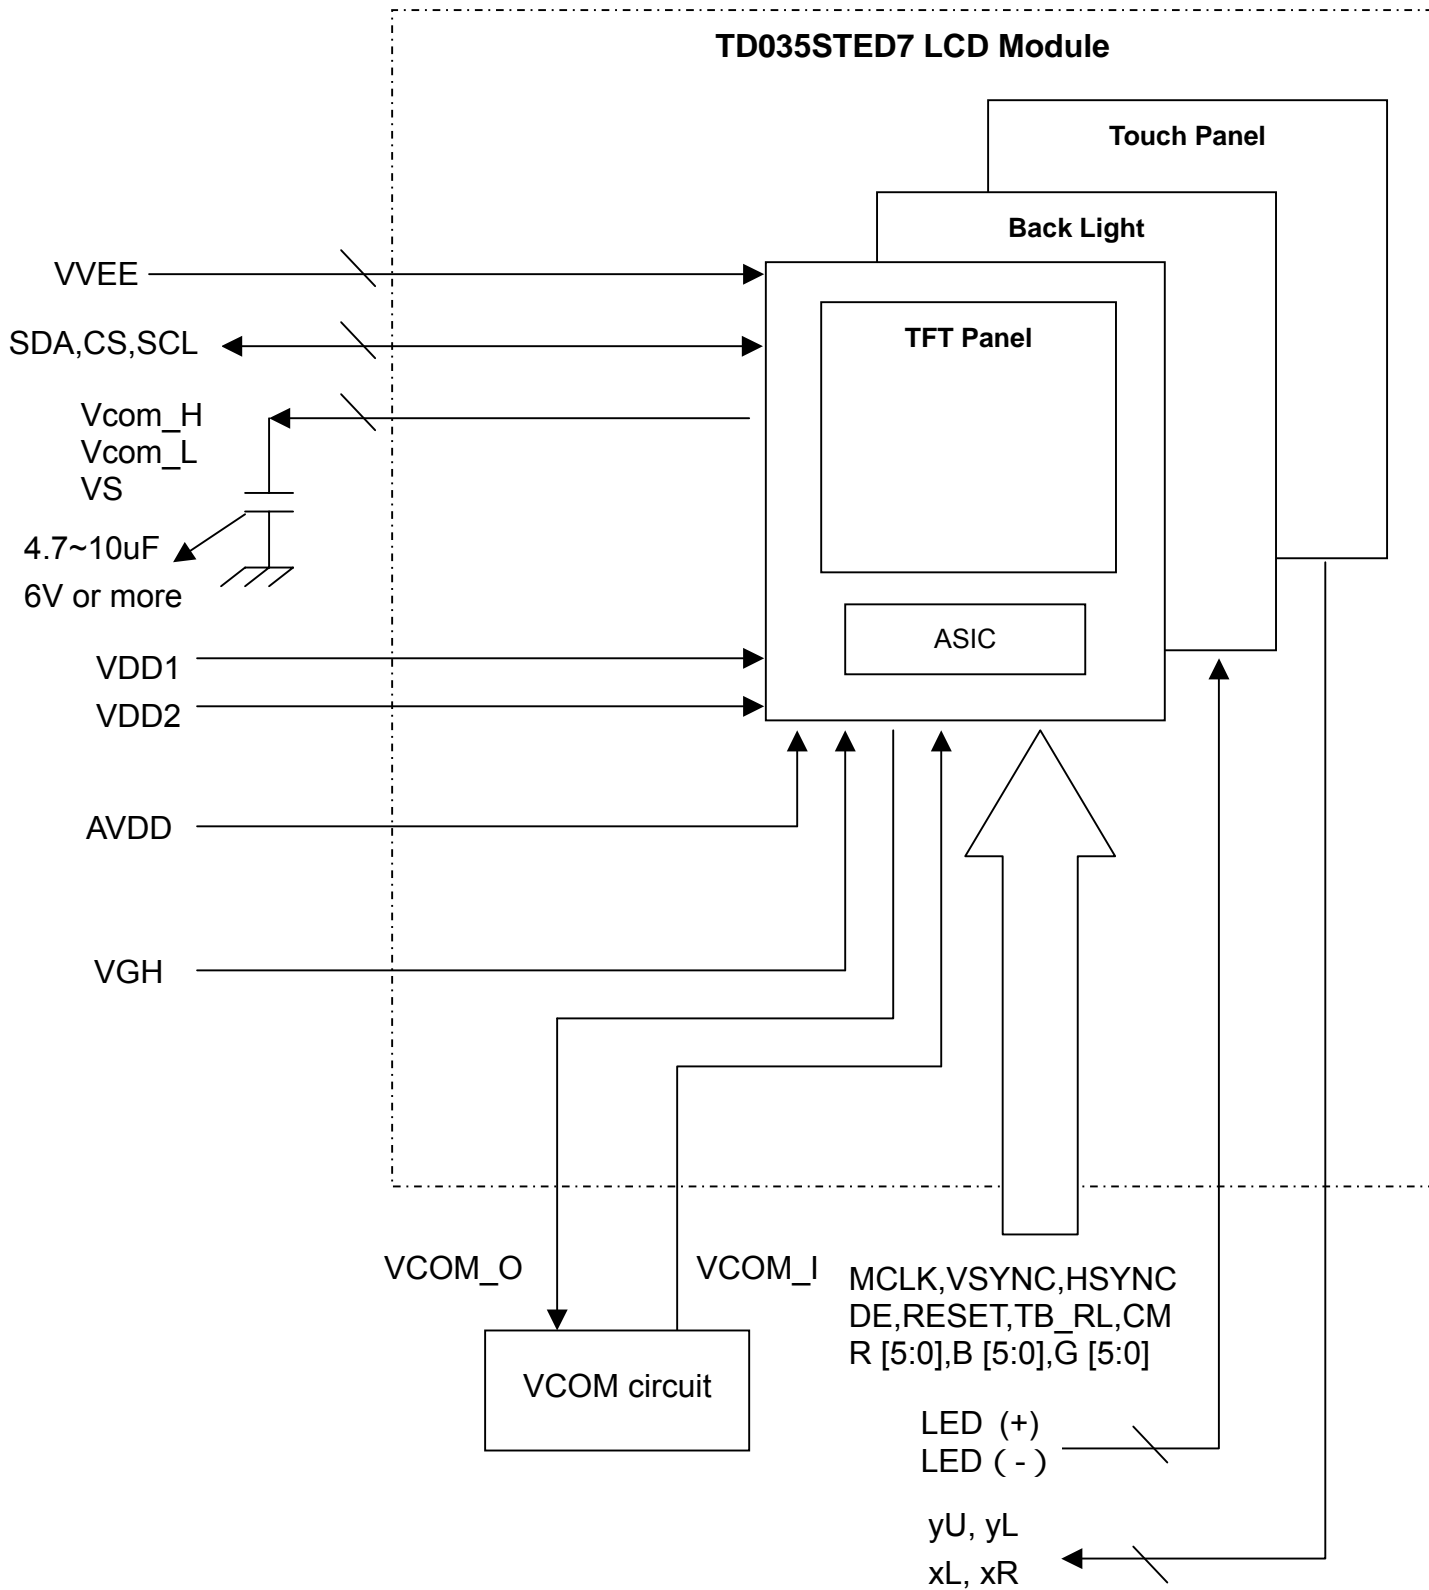 TD035STED7 LCD Module
Touch Panel
Back Light
TFT Panel
ASIC
VVEE
SDA,CS,SCL
Vcom_H
Vcom_L
VS
4.7~10uF
6V or more
VDD1
VDD2
AVDD
VGH
VCOM_O
VCOM_I
VCOM circuit
MCLK,VSYNC,HSYNC
DE,RESET,TB_RL,CM
R [5:0],B [5:0],G [5:0]
LED (+)
LED ( - )
yU, yL
xL, xR